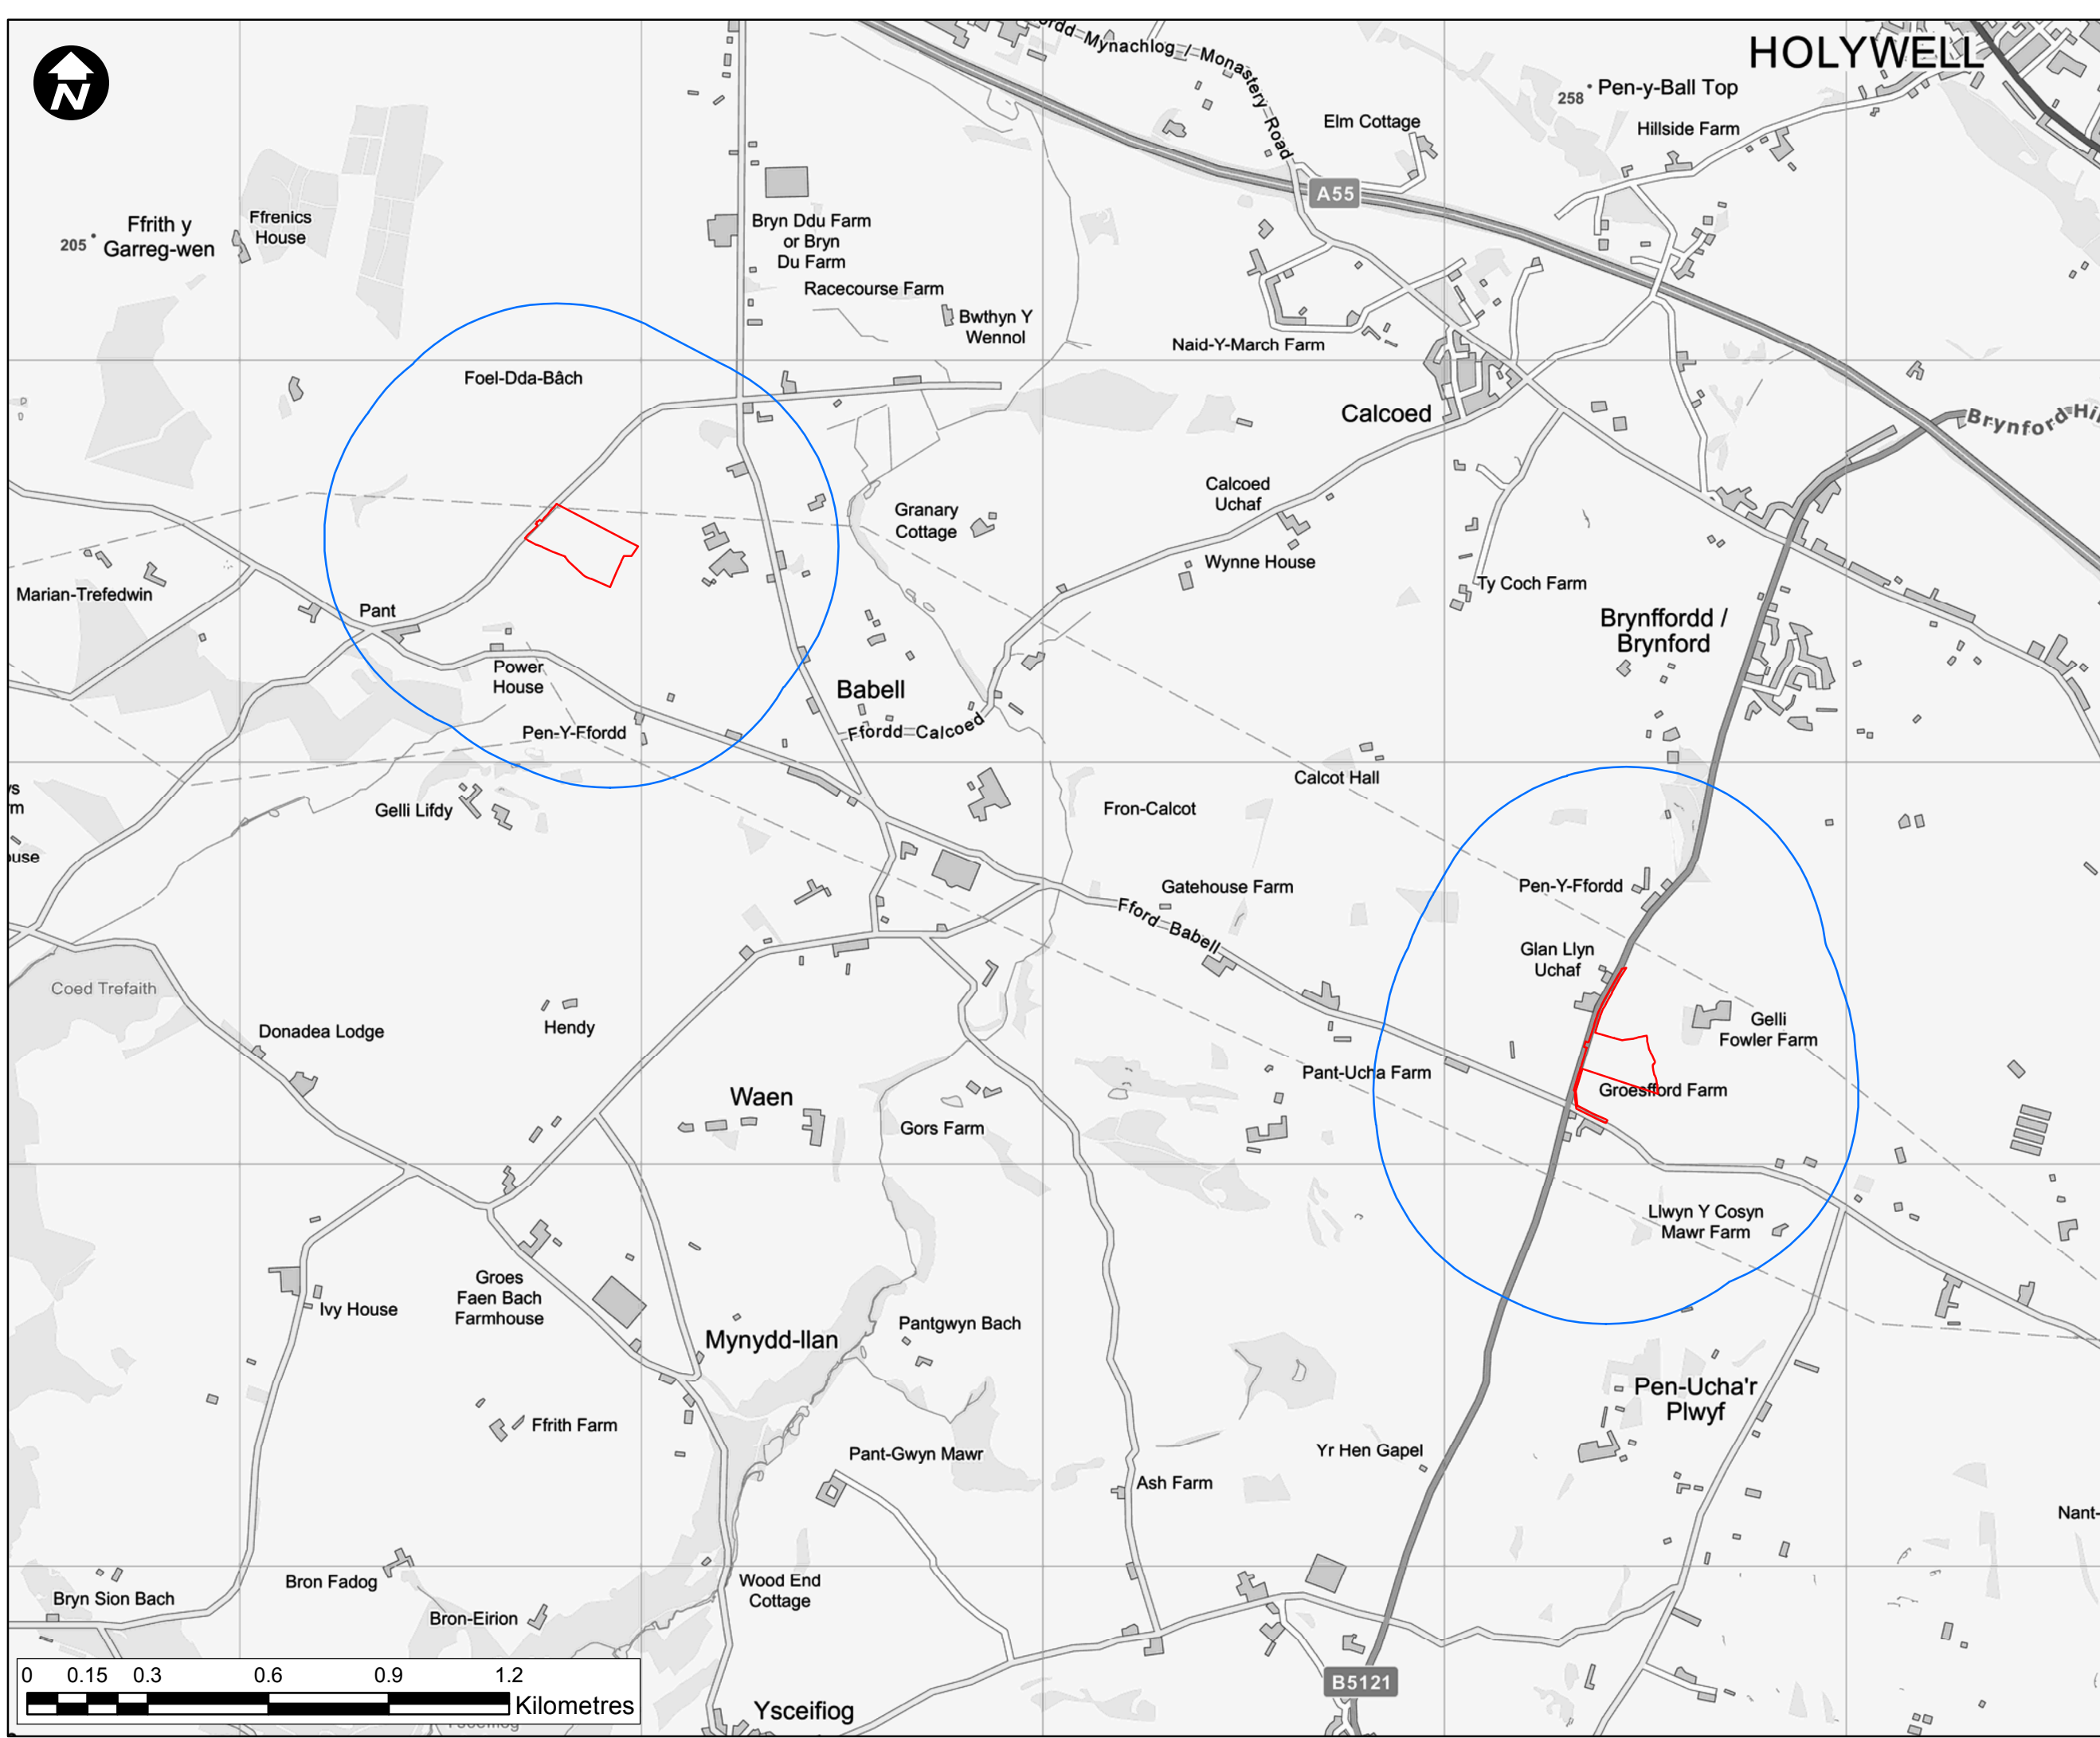 HOLYWELL
Mynachlog / Monastery Road
258
Pen-y-Ball Top
Elm Cottage
Hillside Farm
N
A55
Ffrith y
Garreg-wen
205
Ffrenics
House
Bryn Ddu Farm
or Bryn
Du Farm
Racecourse Farm
Bwthyn Y
Wennol
Naid-Y-March Farm
Foel-Dda-Bâch
Calcoed
Brynford
Calcoed
Uchaf
Granary
Cottage
Wynne House
Marian-Trefedwin
Pant
Ty Coch Farm
Brynffordd /
Brynford
Power
House
Babell
Ffordd Calcoed
Pen-Y-Ffordd
Calcot Hall
Gelli Lifdy
Fron-Calcot
Gatehouse Farm
Pen-Y-Ffordd
Fford Babell
Glan Llyn
Uchaf
Coed Trefaith
Donadea Lodge
Hendy
Gelli
Fowler Farm
Pant-Ucha Farm
Groesfford Farm
Waen
Gors Farm
Llwyn Y Cosyn
Mawr Farm
Groes
Faen Bach
Farmhouse
Ivy House
Mynydd-llan
Pantgwyn Bach
Pen-Ucha'r
Plwyf
Ffrith Farm
Pant-Gwyn Mawr
Yr Hen Gapel
Ash Farm
Nant-
Bron Fadog
Wood End
Cottage
Bryn Sion Bach
Bron-Eirion
B5121
Ysceifiog
0 0.15 0.3 0.6 0.9 1.2
Kilometres